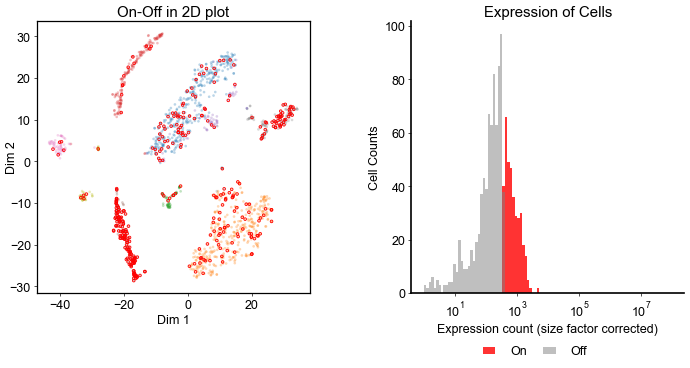 On-Off in 2D plot
30
20
10
0
−10
−20
−30
Dim 2
−40
−20
0
20
Dim 1
Expression of Cells
100
80
60
40
20
0
Cell Counts
10^1
10^3
10^5
10^7
Expression count (size factor corrected)
On
Off